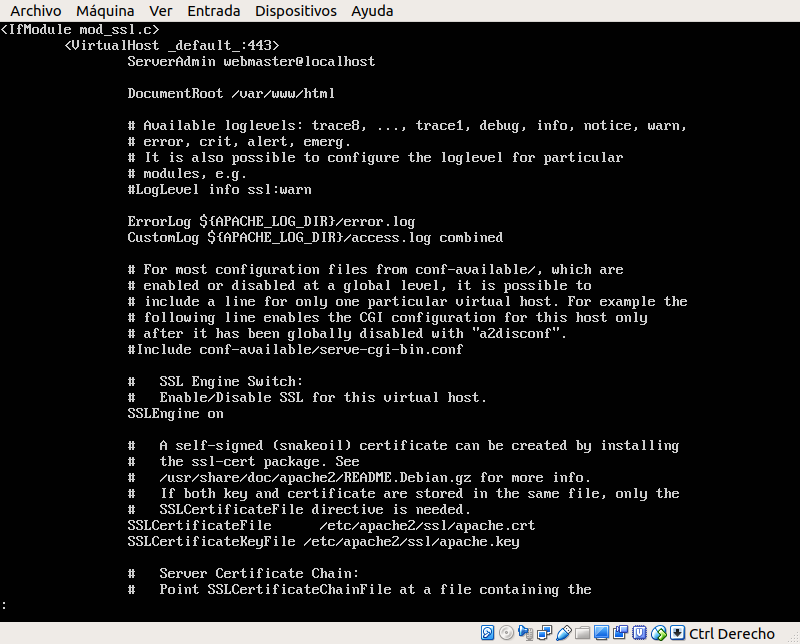 Archivo Máquina Ver Entrada Dispositivos Ayuda
<IfModule mod_ssl.c>
<VirtualHost _default_:443>
ServerAdmin webmaster@localhost
DocumentRoot /var/www/html
# Available loglevels: trace8, ..., trace1, debug, info, notice, warn,
# error, crit, alert, emerg.
# It is also possible to configure the loglevel for particular
# modules, e.g.
#LogLevel info ssl:warn
ErrorLog ${APACHE_LOG_DIR}/error.log
CustomLog ${APACHE_LOG_DIR}/access.log combined
# For most configuration files from conf-available/, which are
# enabled or disabled at a global level, it is possible to
# include a line for only one particular virtual host. For example the
# following line enables the CGI configuration for this host only
# after it has been globally disabled with "a2disconf".
#Include conf-available/serve-cgi-bin.conf
#   SSL Engine Switch:
#   Enable/Disable SSL for this virtual host.
SSLEngine on
#   A self-signed (snakeoil) certificate can be created by installing
#   the ssl-cert package. See
#   /usr/share/doc/apache2/README.Debian.gz for more info.
#   If both key and certificate are stored in the same file, only the
#   SSLCertificateFile directive is needed.
SSLCertificateFile      /etc/apache2/ssl/apache.crt
SSLCertificateKeyFile /etc/apache2/ssl/apache.key
#   Server Certificate Chain:
#   Point SSLCertificateChainFile at a file containing the
:
Ctrl Derecho